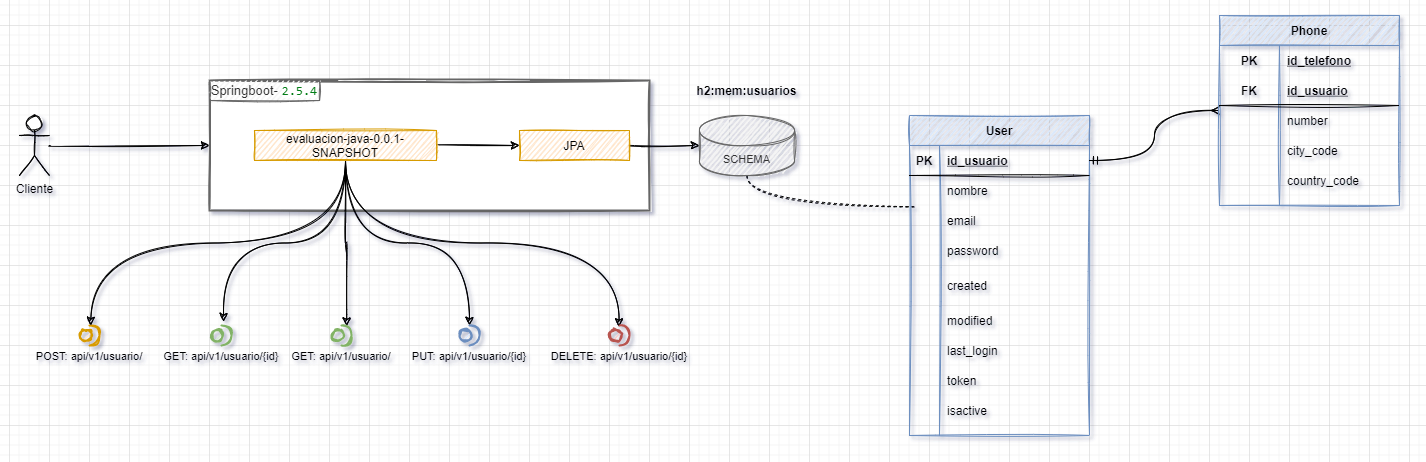 Springboot- 2.5.4
evaluacion-java-0.0.1-
SNAPSHOT
JPA
h2:mem:usuarios
SCHEMA
Cliente
POST: api/v1/usuario/
GET: api/v1/usuario/{id}
GET: api/v1/usuario/
PUT: api/v1/usuario/{id}
DELETE: api/v1/usuario/{id}
User
PK id_usuario
nombre
email
password
created
modified
last_login
token
isactive
Phone
PK id_telefono
FK id_usuario
number
city_code
country_code